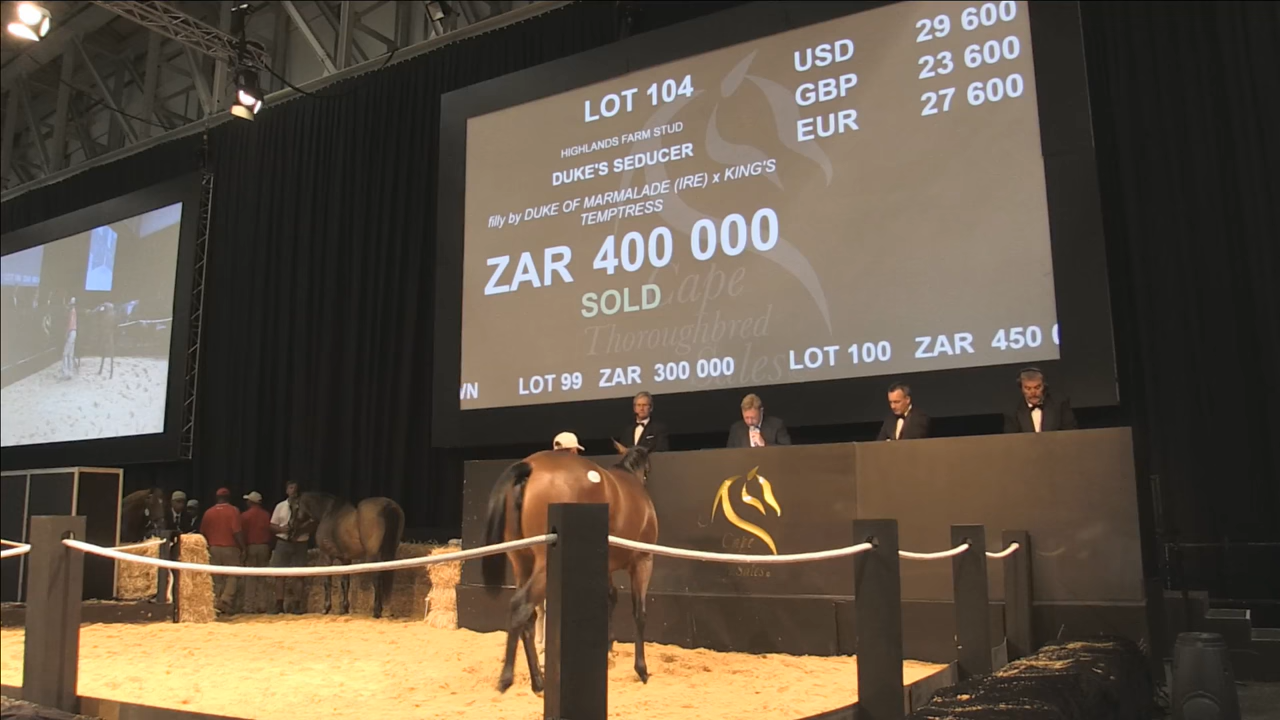 LOT 104
HIGHLANDS FARM STUD
DUKE'S SEDUCER
filly by DUKE OF MARMALADE (IRE) x KING'S
TEMPTRESS
ZAR 400 000
SOLD
USD 29 600
GBP 23 600
EUR 27 600
Cape
Thoroughbred
Sales
WN LOT 99 ZAR 300 000 LOT 100 ZAR 450 0
Cape
Sales